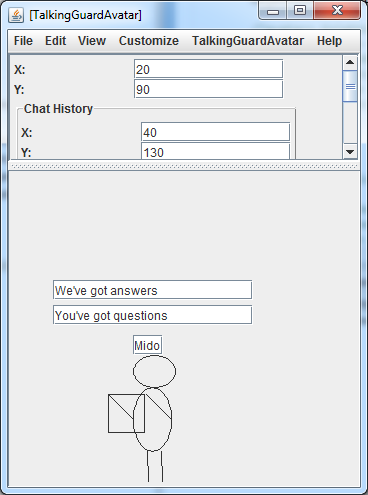 [TalkingGuardAvatar]
File Edit View Customize TalkingGuardAvatar Help
X: 20
Y: 90
Chat History
X: 40
Y: 130
We've got answers
You've got questions
Mido